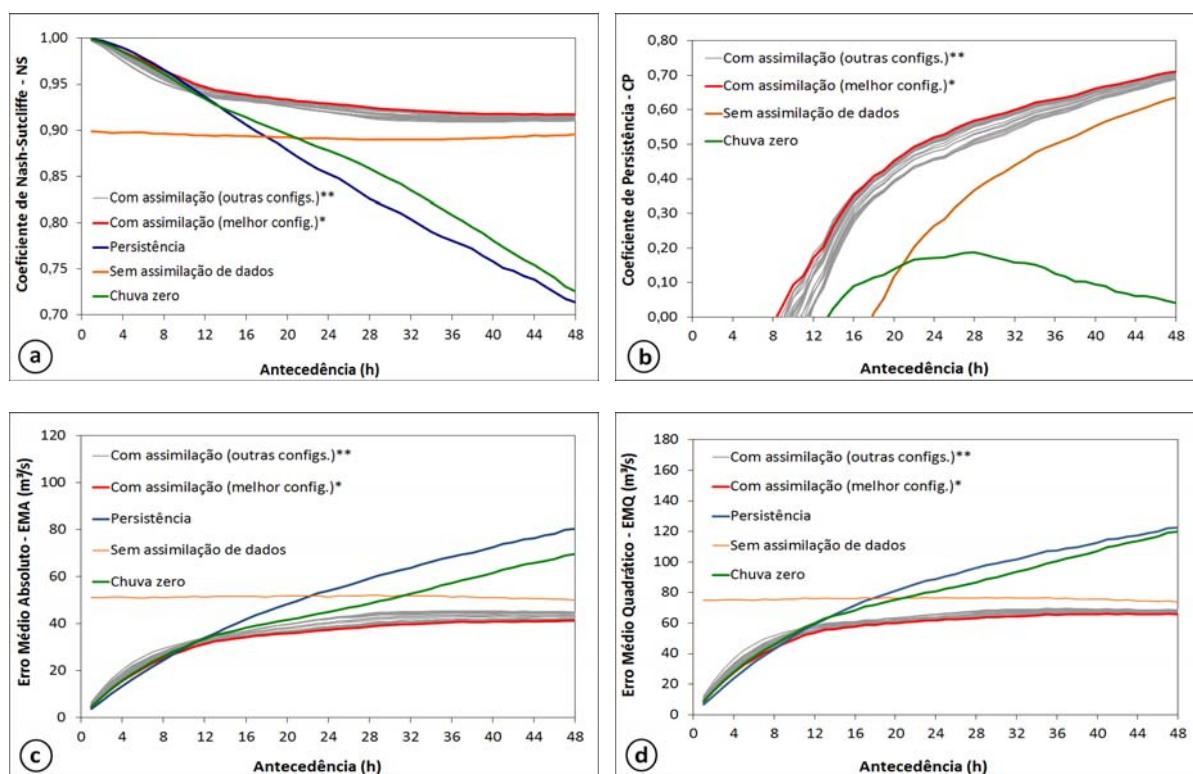 1,00
0,95
0,90
0,85
0,80
0,75
0,70
Coeficiente de Nash-Sutcliffe - NS
Com assimilação (outras configs.)**
Com assimilação (melhor config.)*
Persistência
Sem assimilação de dados
Chuva zero
0 4 8 12 16 20 24 28 32 36 40 44 48
Antecedência (h)
a
0,80
0,70
0,60
0,50
0,40
0,30
0,20
0,10
0,00
Coeficiente de Persistência - CP
Com assimilação (outras configs.)**
Com assimilação (melhor config.)*
Sem assimilação de dados
Chuva zero
0 4 8 12 16 20 24 28 32 36 40 44 48
Antecedência (h)
b
120
100
80
60
40
20
0
Erro Médio Absoluto - EMA (m³/s)
Com assimilação (outras configs.)**
Com assimilação (melhor config.)*
Persistência
Sem assimilação de dados
Chuva zero
0 4 8 12 16 20 24 28 32 36 40 44 48
Antecedência (h)
c
180
160
140
120
100
80
60
40
20
0
Erro Médio Quadrático - EMQ (m³/s)
Com assimilação (outras configs.)**
Com assimilação (melhor config.)*
Persistência
Sem assimilação de dados
Chuva zero
0 4 8 12 16 20 24 28 32 36 40 44 48
Antecedência (h)
d